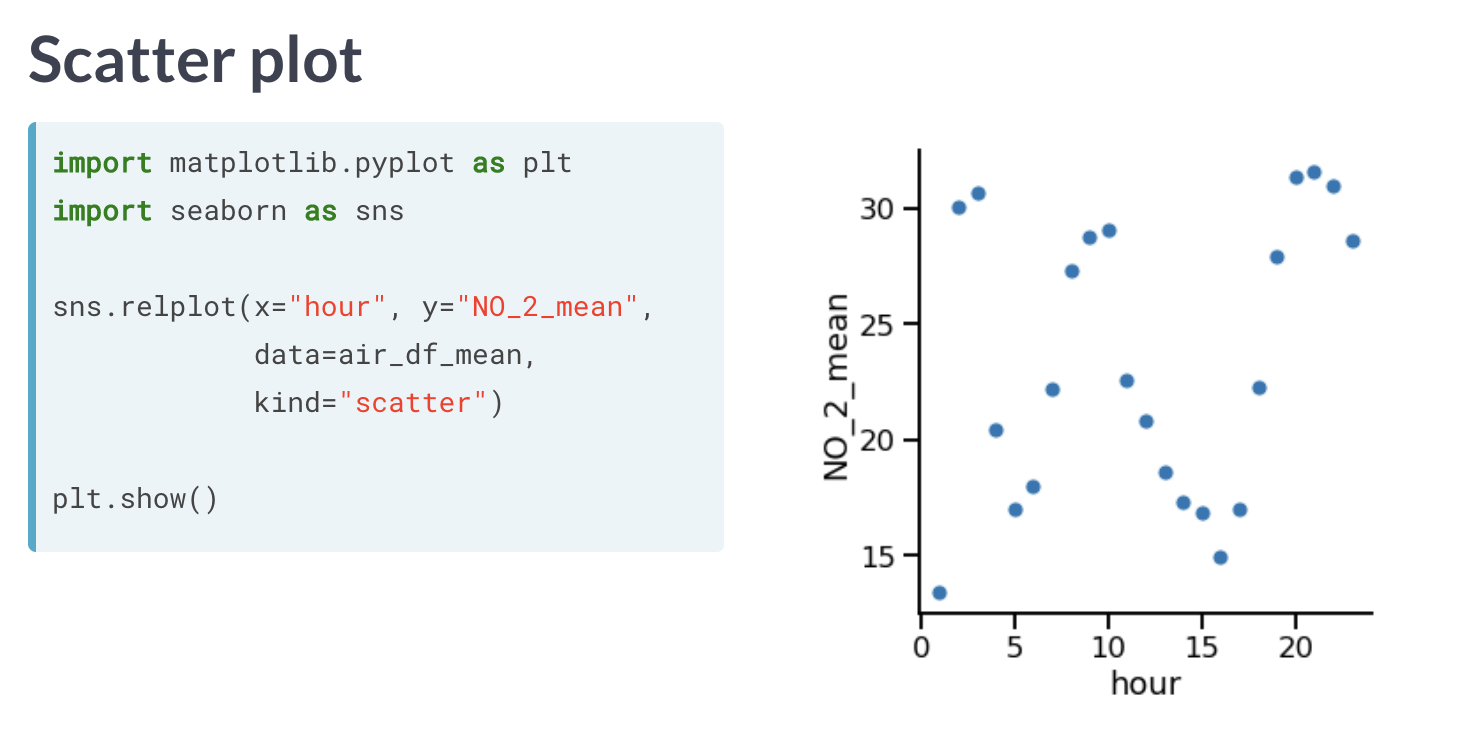 Scatter plot
import matplotlib.pyplot as plt
import seaborn as sns
sns.relplot(x="hour", y="NO_2_mean",
data=air_df_mean,
kind="scatter")
plt.show()
30
25
20
15
NO_2_mean
0 5 10 15 20
hour